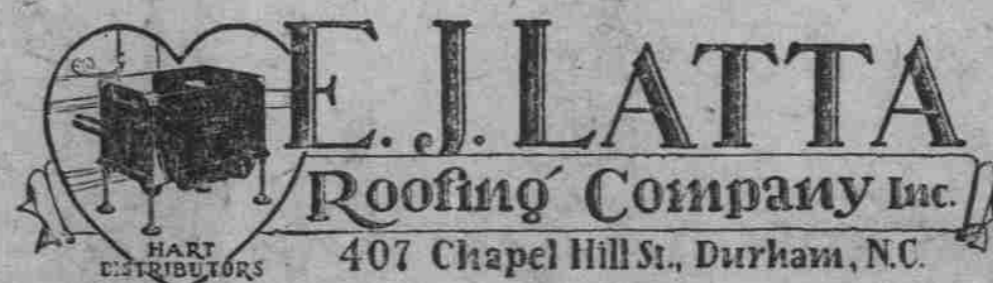 E. J. LATTA
Roofing Company Inc.
407 Chapel Hill St., Durham, N.C.
HART
DISTRIBUTORS